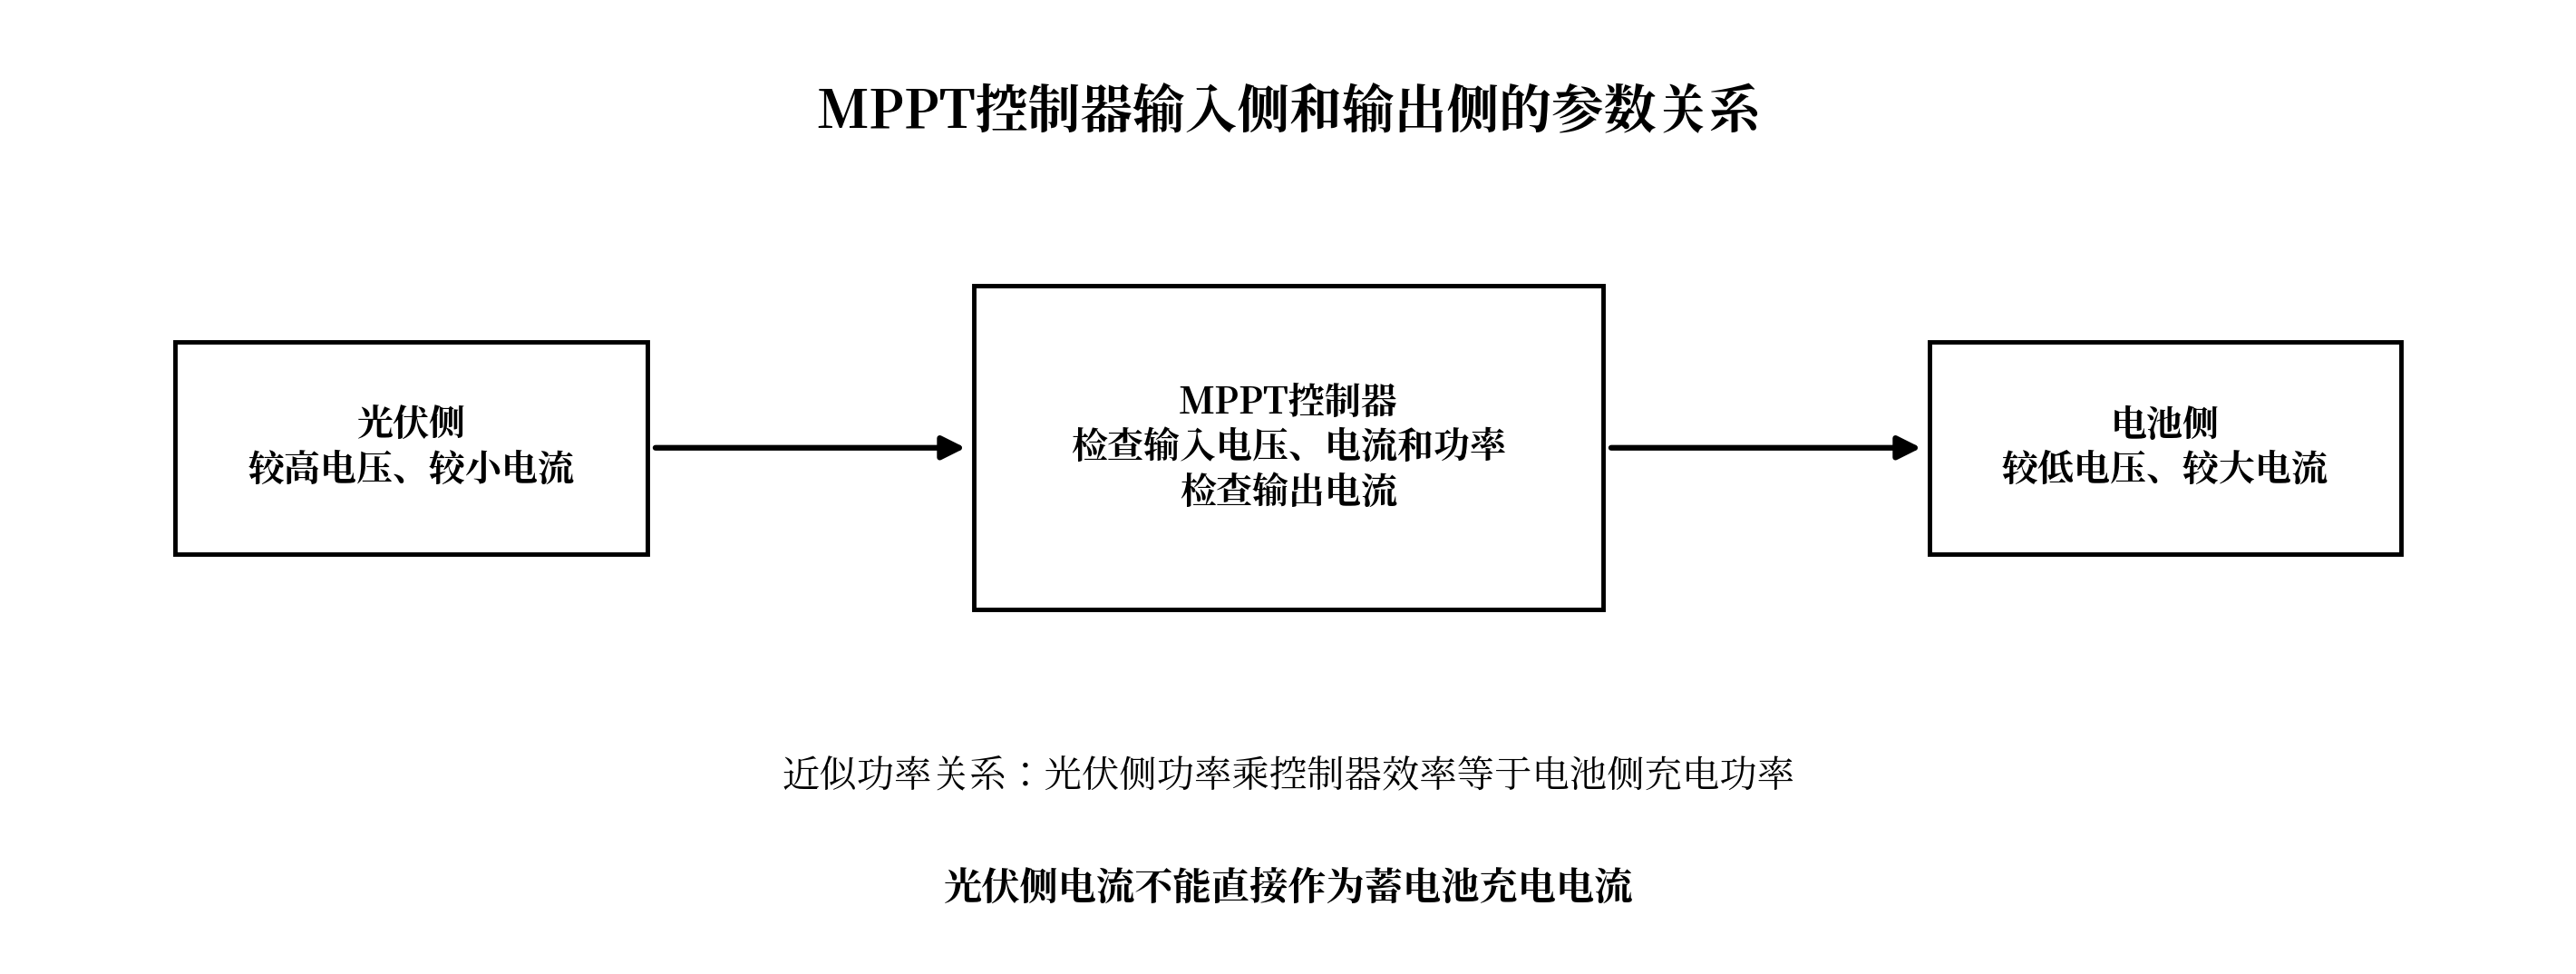 MPPT控制器输入侧和输出侧的参数关系
光伏侧
较高电压、较小电流
MPPT控制器
检查输入电压、电流和功率
检查输出电流
电池侧
较低电压、较大电流
近似功率关系：光伏侧功率乘控制器效率等于电池侧充电功率
光伏侧电流不能直接作为蓄电池充电电流